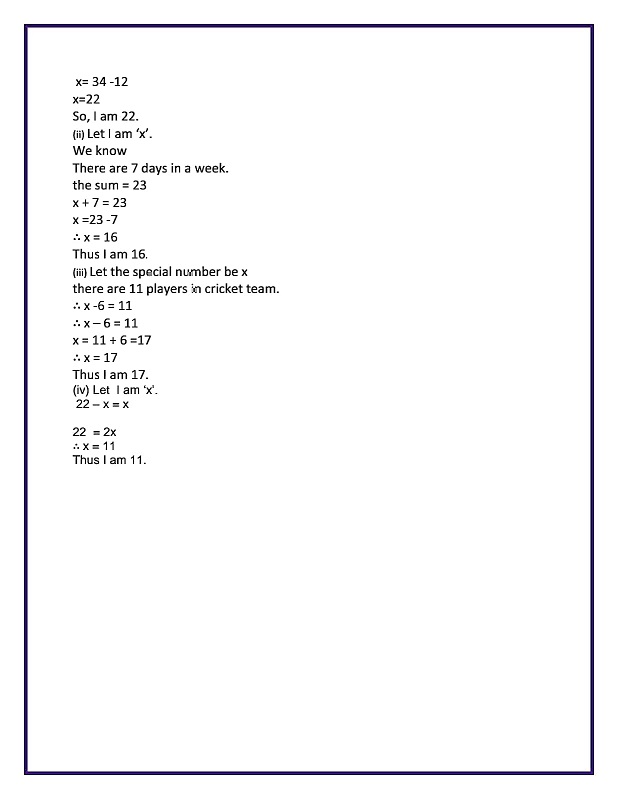 x= 34 -12
x=22
So, I am 22.
(ii) Let I am ‘x’.
We know
There are 7 days in a week.
the sum = 23
x + 7 = 23
x =23 -7
∴ x = 16
Thus I am 16.
(iii) Let the special number be x
there are 11 players in cricket team.
∴ x -6 = 11
∴ x – 6 = 11
x = 11 + 6 =17
∴ x = 17
Thus I am 17.
(iv) Let I am ‘x’.
22 – x = x
22 = 2x
∴ x = 11
Thus I am 11.